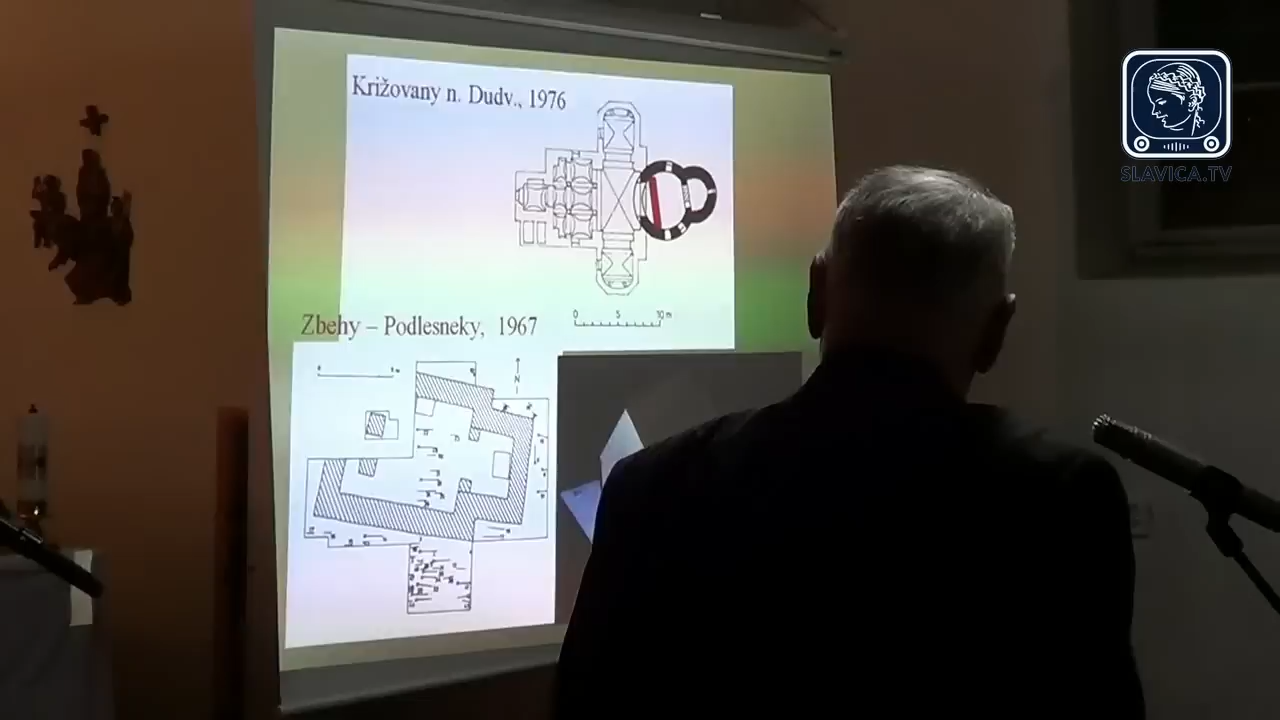 Križovany n. Dudv., 1976
0 5 10 m
Zbehy – Podlesneky, 1967
N
SLAVICA.TV